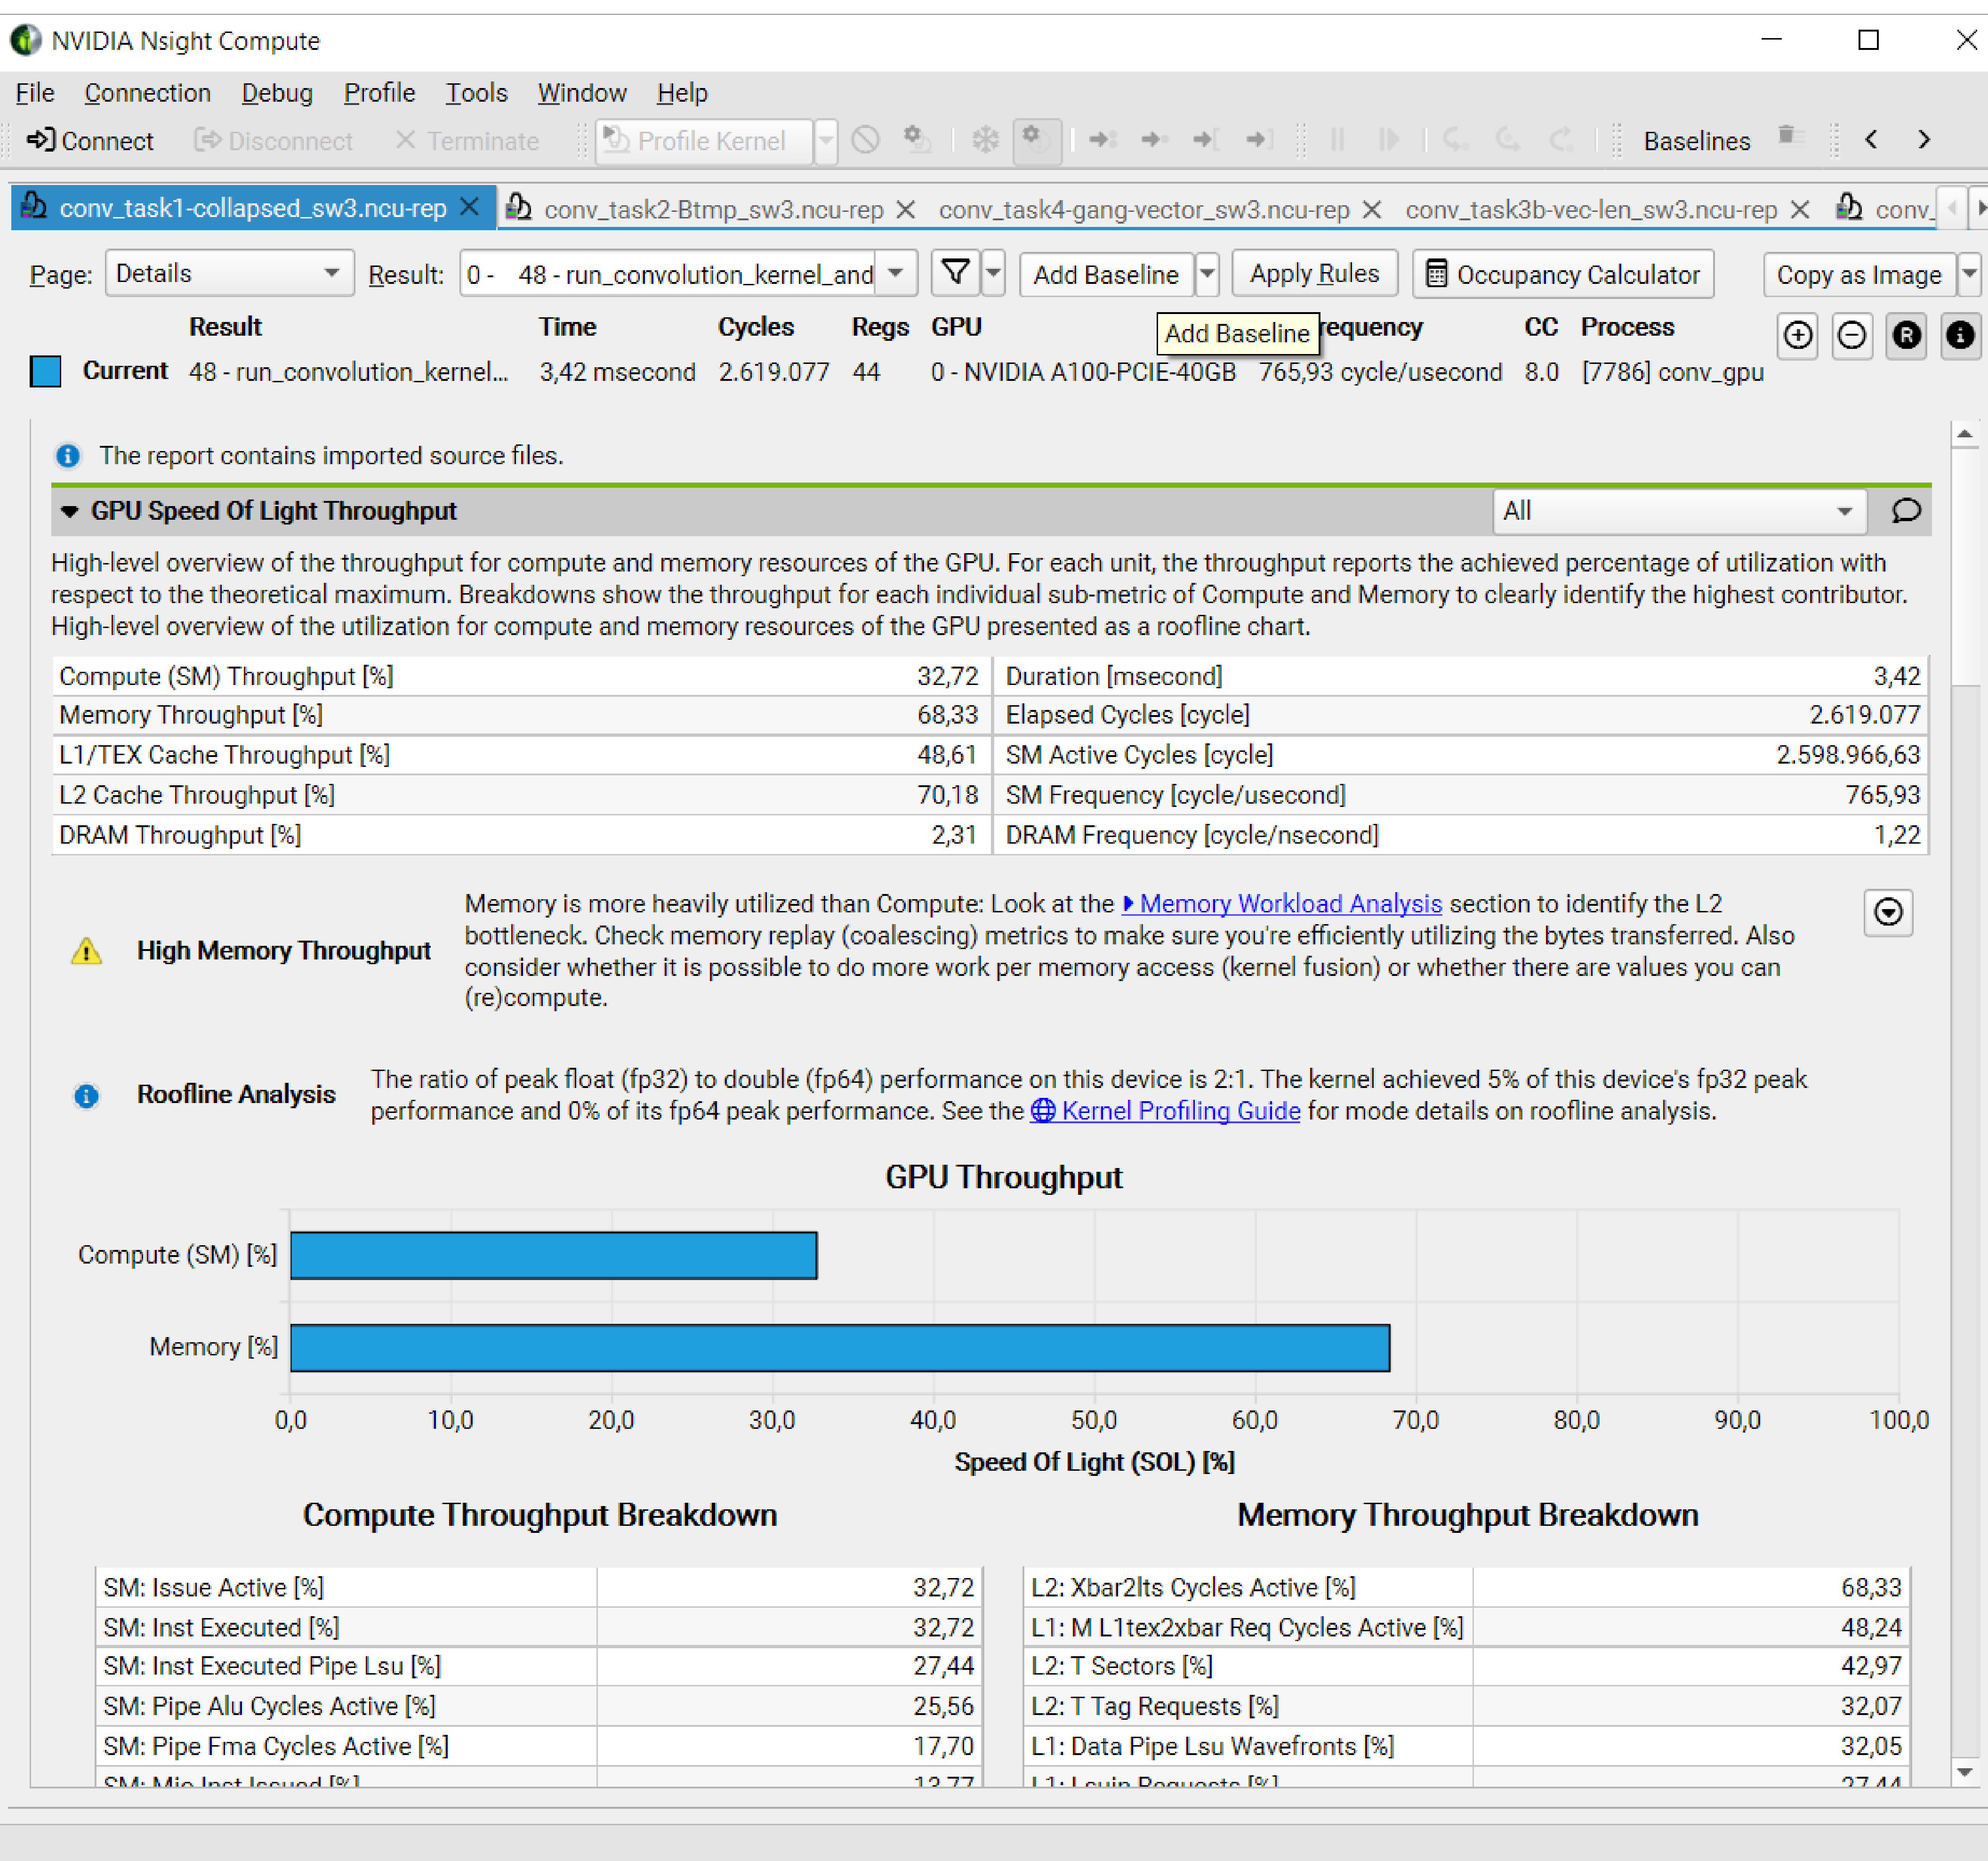 NVIDIA Nsight Compute
File Connection Debug Profile Tools Window Help
Connect Disconnect Terminate Profile Kernel Baselines
conv_task1-collapsed_sw3.ncu-rep conv_task2-Btmp_sw3.ncu-rep conv_task4-gang-vector_sw3.ncu-rep conv_task3b-vec-len_sw3.ncu-rep conv_
Page: Details Result: 0 - 48 - run_convolution_kernel_and Add Baseline Apply Rules Occupancy Calculator Copy as Image
Result Time Cycles Regs GPU Add Baseline requency CC Process
Current 48 - run_convolution_kernel... 3,42 msecond 2.619.077 44 0 - NVIDIA A100-PCIE-40GB 765,93 cycle/usecond 8.0 [7786] conv_gpu
The report contains imported source files.
GPU Speed Of Light Throughput All
High-level overview of the throughput for compute and memory resources of the GPU. For each unit, the throughput reports the achieved percentage of utilization with
respect to the theoretical maximum. Breakdowns show the throughput for each individual sub-metric of Compute and Memory to clearly identify the highest contributor.
High-level overview of the utilization for compute and memory resources of the GPU presented as a roofline chart.
Compute (SM) Throughput [%] 32,72 Duration [msecond] 3,42
Memory Throughput [%] 68,33 Elapsed Cycles [cycle] 2.619.077
L1/TEX Cache Throughput [%] 48,61 SM Active Cycles [cycle] 2.598.966,63
L2 Cache Throughput [%] 70,18 SM Frequency [cycle/usecond] 765,93
DRAM Throughput [%] 2,31 DRAM Frequency [cycle/nsecond] 1,22
High Memory Throughput
Memory is more heavily utilized than Compute: Look at the Memory Workload Analysis section to identify the L2
bottleneck. Check memory replay (coalescing) metrics to make sure you're efficiently utilizing the bytes transferred. Also
consider whether it is possible to do more work per memory access (kernel fusion) or whether there are values you can
(re)compute.
Roofline Analysis
The ratio of peak float (fp32) to double (fp64) performance on this device is 2:1. The kernel achieved 5% of this device's fp32 peak
performance and 0% of its fp64 peak performance. See the Kernel Profiling Guide for mode details on roofline analysis.
GPU Throughput
Compute (SM) [%]
Memory [%]
0,0 10,0 20,0 30,0 40,0 50,0 60,0 70,0 80,0 90,0 100,0
Speed Of Light (SOL) [%]
Compute Throughput Breakdown Memory Throughput Breakdown
SM: Issue Active [%] 32,72 L2: Xbar2lts Cycles Active [%] 68,33
SM: Inst Executed [%] 32,72 L1: M L1tex2xbar Req Cycles Active [%] 48,24
SM: Inst Executed Pipe Lsu [%] 27,44 L2: T Sectors [%] 42,97
SM: Pipe Alu Cycles Active [%] 25,56 L2: T Tag Requests [%] 32,07
SM: Pipe Fma Cycles Active [%] 17,70 L1: Data Pipe Lsu Wavefronts [%] 32,05
SM: Mio Inst Issued [%] 13,77 L1: Lsuin Requests [%] 27,44